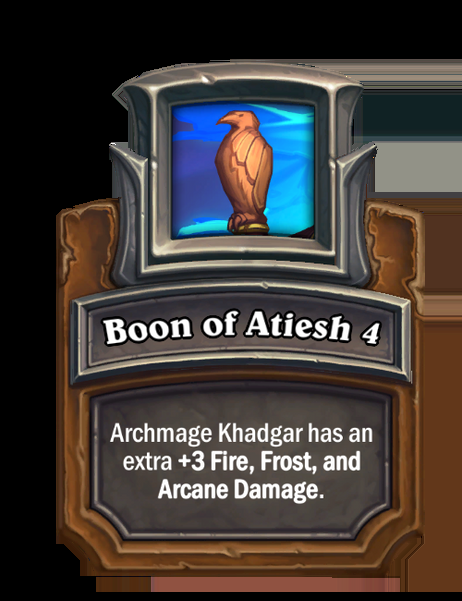 Boon of Atiesh 4
Archmage Khadgar has an
extra +3 Fire, Frost, and
Arcane Damage.